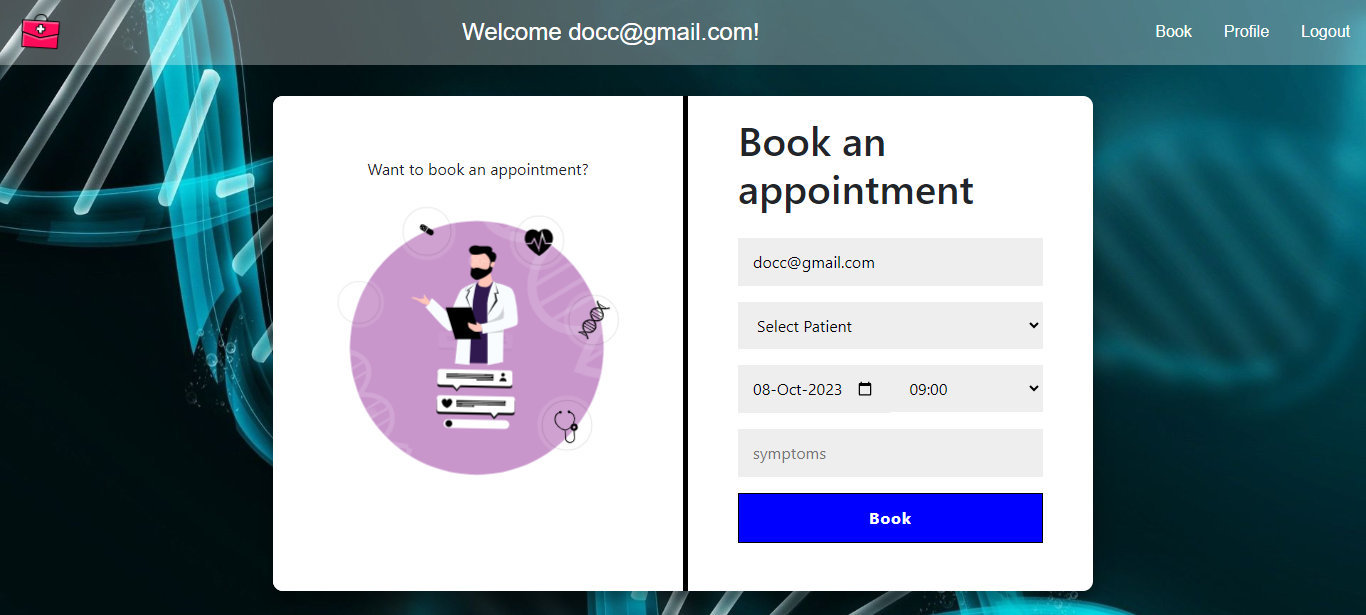 Welcome docc@gmail.com!
Book
Profile
Logout
Want to book an appointment?
Book an
appointment
docc@gmail.com
Select Patient
08-Oct-2023
09:00
symptoms
Book